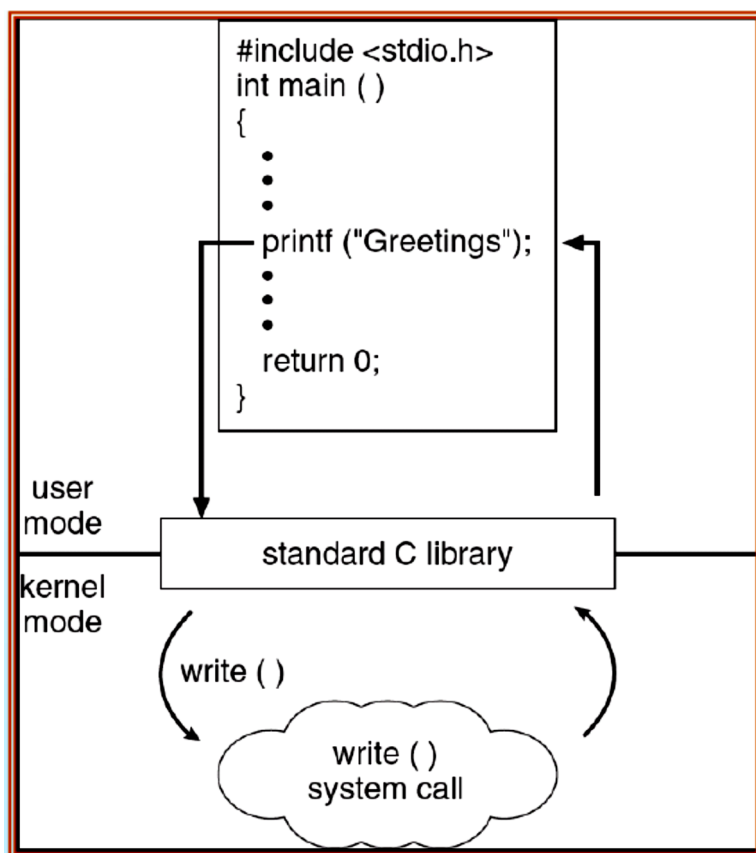 #include <stdio.h>
int main ( )
{
•
•
•
printf ("Greetings");
•
•
•
return 0;
}
user
mode
standard C library
kernel
mode
write ( )
write ( )
system call